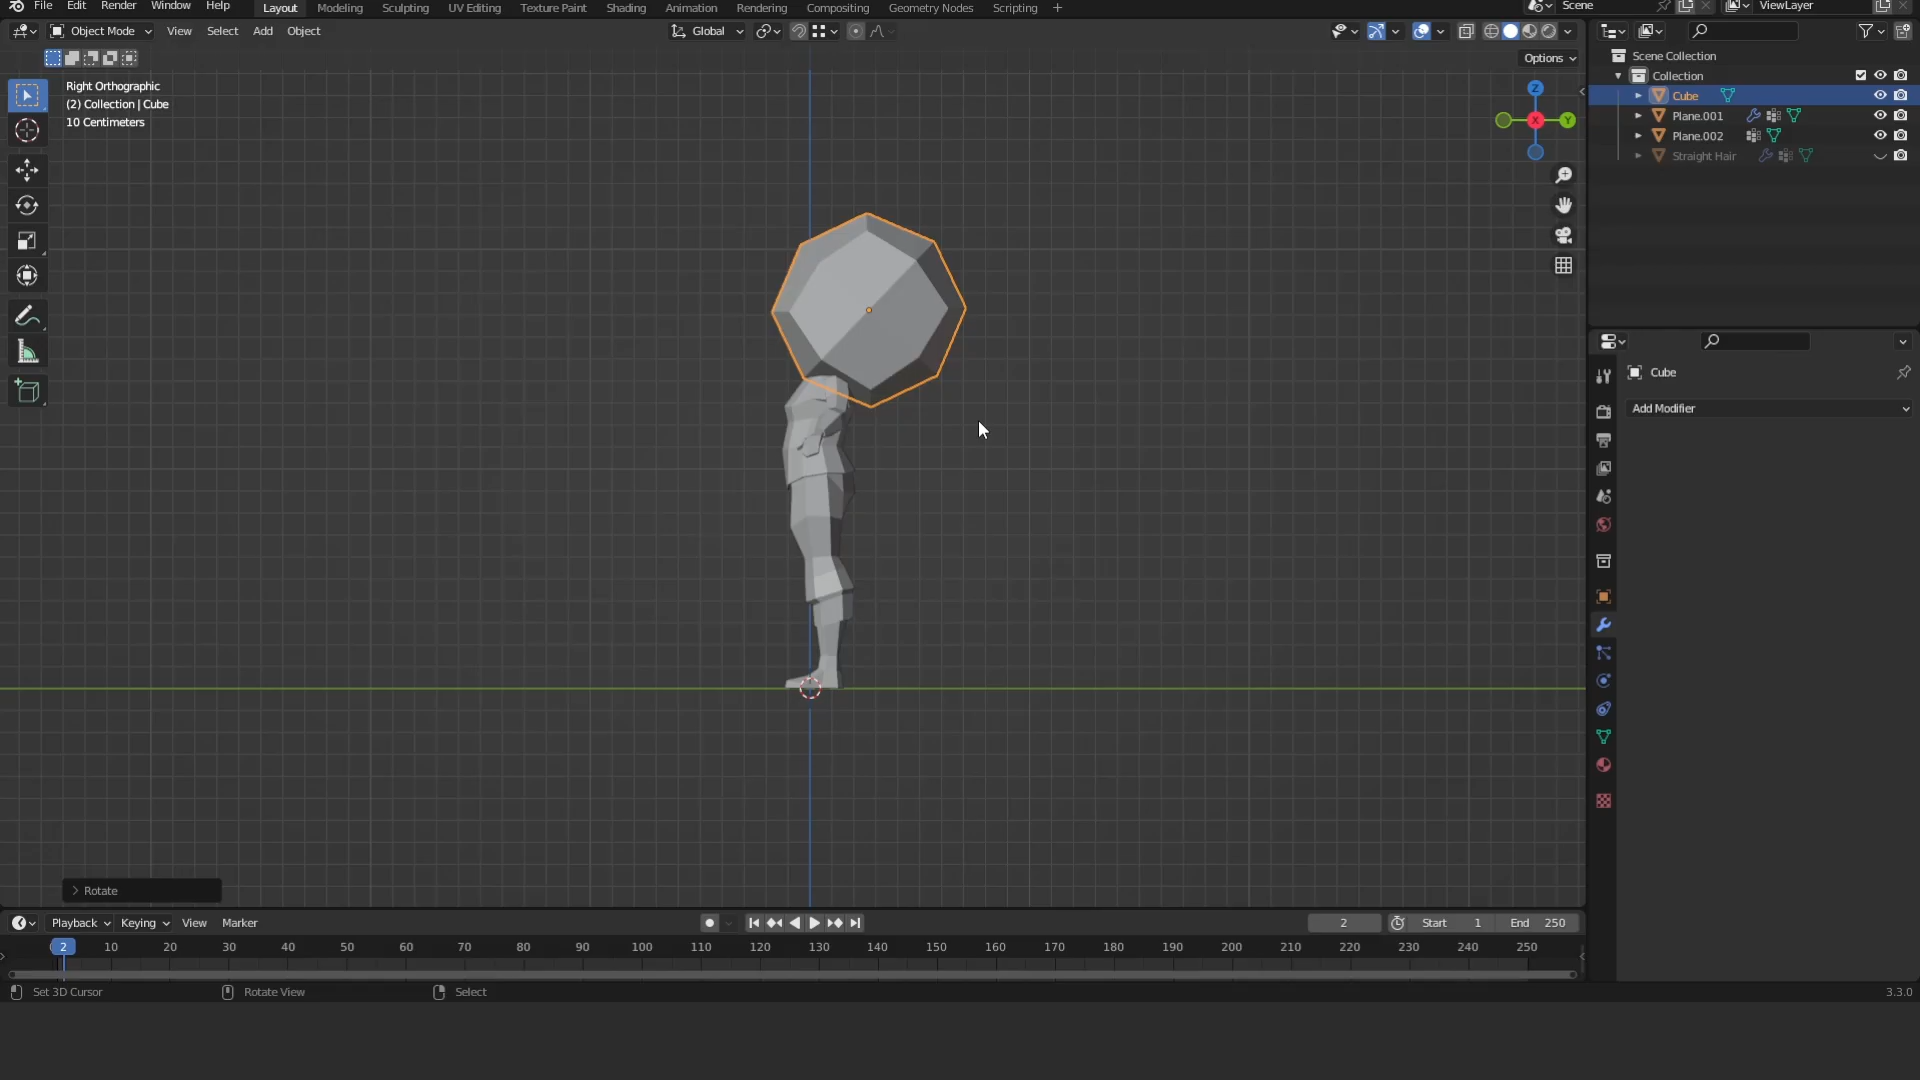 File Edit Render Window Help Layout Modeling Sculpting UV Editing Texture Paint Shading Animation Rendering Compositing Geometry Nodes Scripting + Scene ViewLayer
Object Mode View Select Add Object Global
Options
Right Orthographic
(2) Collection | Cube
10 Centimeters
Z
X
Y
Scene Collection
Collection
Cube
Plane.001
Plane.002
Straight Hair
Cube
Add Modifier
Rotate
Playback Keying View Marker 2 Start 1 End 250
2 10 20 30 40 50 60 70 80 90 100 110 120 130 140 150 160 170 180 190 200 210 220 230 240 250
Set 3D Cursor Rotate View Select 3.3.0